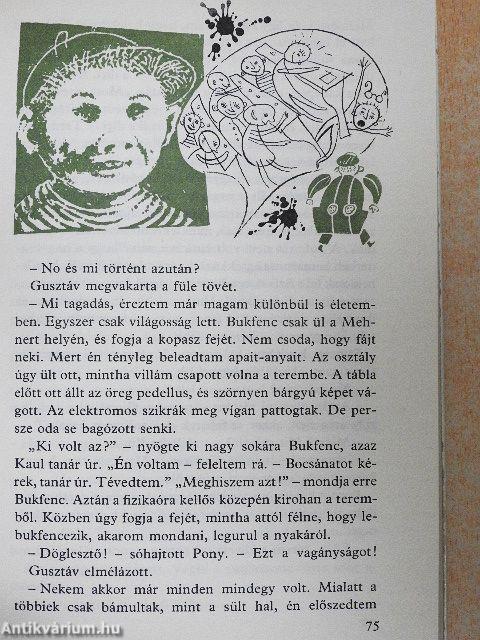 – No és mi történt azután?
Gusztáv megvakarta a füle tövét.
– Mi tagadás, éreztem már magam különbül is életem-
ben. Egyszer csak világosság lett. Bukfenc csak ül a Meh-
nert helyén, és fogja a kopasz fejét. Nem csoda, hogy fájt
neki. Mert én tényleg beleadtam apait-anyait. Az osztály
úgy ült ott, mintha villám csapott volna a terembe. A tábla
előtt ott állt az öreg pedellus, és szörnyen bárgyú képet vá-
gott. Az elektromos szikrák meg vígan pattogtak. De per-
sze oda se bagózott senki.
„Ki volt az?” – nyögte ki nagy sokára Bukfenc, azaz
Kaul tanár úr. „Én voltam – feleltem rá. – Bocsánatot ké-
rek, tanár úr. Tévedtem.” „Meghiszem azt!” – mondja erre
Bukfenc. Aztán a fizikaóra kellős közepén kirohan a terem-
ből. Közben úgy fogja a fejét, mintha attól félne, hogy le-
bukfencezik, akarom mondani, legurul a nyakáról.
– Döglesztő! – sóhajtott Pony. – Ezt a vagányságot!
Gusztáv elmélázott.
– Nekem akkor már minden mindegy volt. Mialatt a
többiek csak bámultak, mint a sült hal, én előszedtem
75
Antikvárium.hu